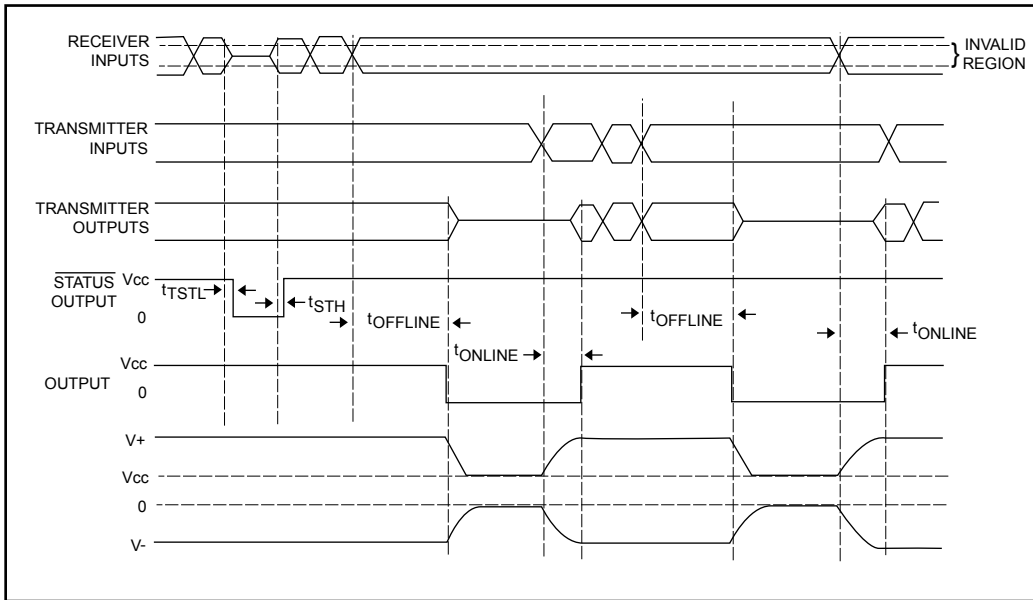 RECEIVER
INPUTS
INVALID
REGION
TRANSMITTER
INPUTS
TRANSMITTER
OUTPUTS
STATUS
OUTPUT
Vcc
0
tTSTL
tSTH
tOFFLINE
tOFFLINE
tONLINE
tONLINE
OUTPUT
Vcc
0
V+
Vcc
0
V-